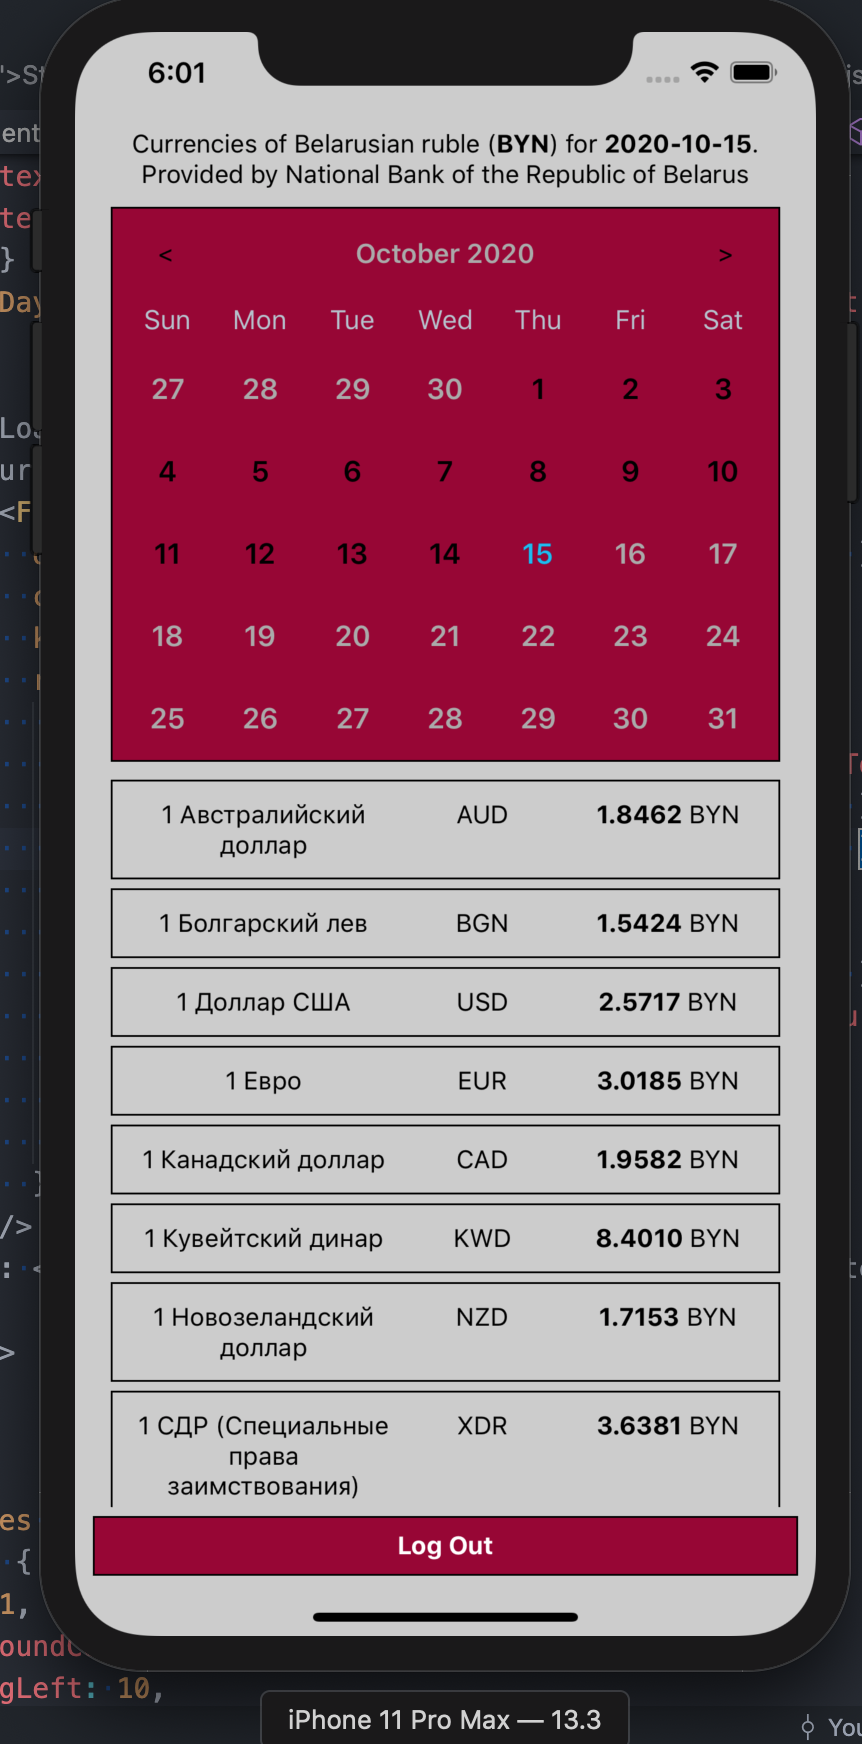 '>St
6:01
ent
Currencies of Belarusian ruble (BYN) for 2020-10-15.
Provided by National Bank of the Republic of Belarus
tex
te
}
Day
< October 2020 >
Sun Mon Tue Wed Thu Fri Sat
27 28 29 30 1 2 3
4 5 6 7 8 9 10
11 12 13 14 15 16 17
18 19 20 21 22 23 24
25 26 27 28 29 30 31
Loa
ur
<F
1 Австралийский AUD 1.8462 BYN
доллар
1 Болгарский лев BGN 1.5424 BYN
1 Доллар США USD 2.5717 BYN
1 Евро EUR 3.0185 BYN
1 Канадский доллар CAD 1.9582 BYN
1 Кувейтский динар KWD 8.4010 BYN
1 Новозеландский NZD 1.7153 BYN
доллар
1 СДР (Специальные XDR 3.6381 BYN
права
заимствования)
/>
: <
>
Log Out
es
{
1,
oundC
gLeft: 10,
iPhone 11 Pro Max — 13.3
You